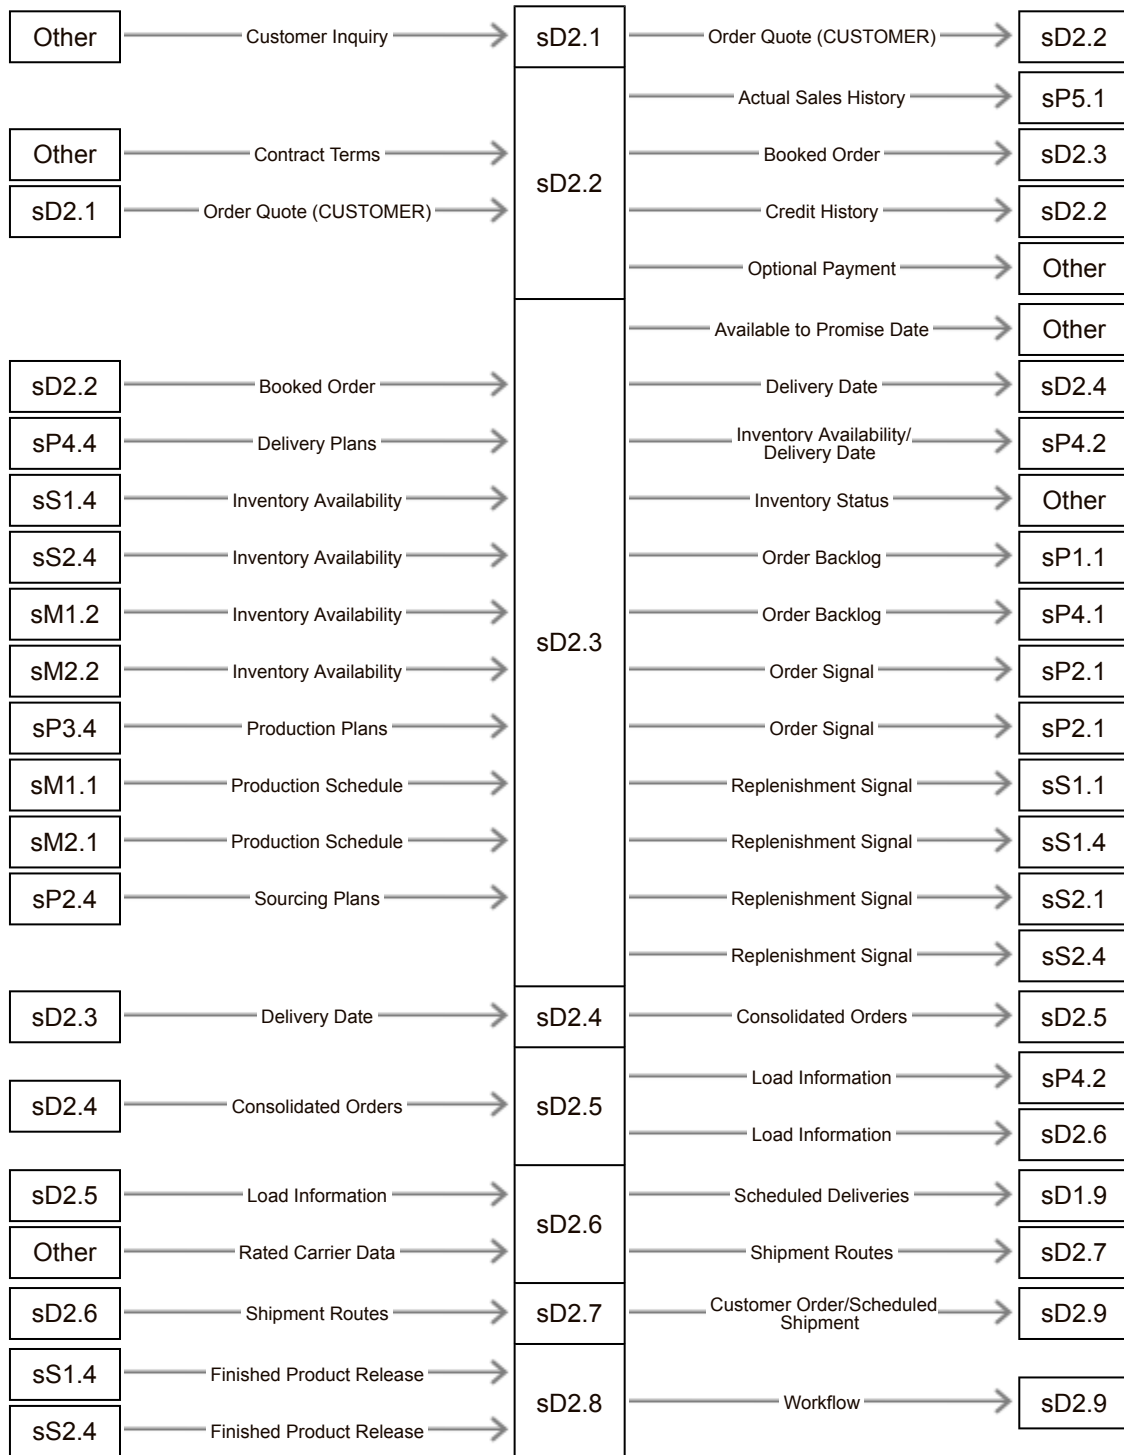 Other Customer Inquiry sD2.1 Order Quote (CUSTOMER) sD2.2
Actual Sales History sP5.1
Other Contract Terms Booked Order sD2.3
sD2.2
sD2.1 Order Quote (CUSTOMER) Credit History sD2.2
Optional Payment Other
Available to Promise Date Other
sD2.2 Booked Order Delivery Date sD2.4
sP4.4 Delivery Plans Inventory Availability/
Delivery Date sP4.2
sS1.4 Inventory Availability Inventory Status Other
sS2.4 Inventory Availability Order Backlog sP1.1
sM1.2 Inventory Availability Order Backlog sP4.1
sD2.3
sM2.2 Inventory Availability Order Signal sP2.1
sP3.4 Production Plans Order Signal sP2.1
sM1.1 Production Schedule Replenishment Signal sS1.1
sM2.1 Production Schedule Replenishment Signal sS1.4
sP2.4 Sourcing Plans Replenishment Signal sS2.1
Replenishment Signal sS2.4
sD2.3 Delivery Date sD2.4 Consolidated Orders sD2.5
Load Information sP4.2
sD2.4 Consolidated Orders sD2.5
Load Information sD2.6
sD2.5 Load Information Scheduled Deliveries sD1.9
sD2.6
Other Rated Carrier Data Shipment Routes sD2.7
sD2.6 Shipment Routes sD2.7 Customer Order/Scheduled
Shipment sD2.9
sS1.4 Finished Product Release
sD2.8 Workflow sD2.9
sS2.4 Finished Product Release